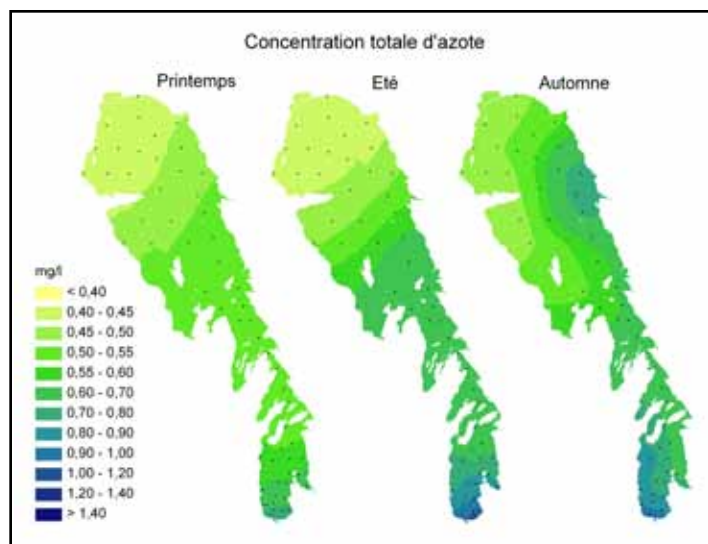 Concentration totale d'azote
Printemps
Eté
Automne
mg/l
< 0,40
0,40 - 0,45
0,45 - 0,50
0,50 - 0,55
0,55 - 0,60
0,60 - 0,70
0,70 - 0,80
0,80 - 0,90
0,90 - 1,00
1,00 - 1,20
1,20 - 1,40
> 1,40